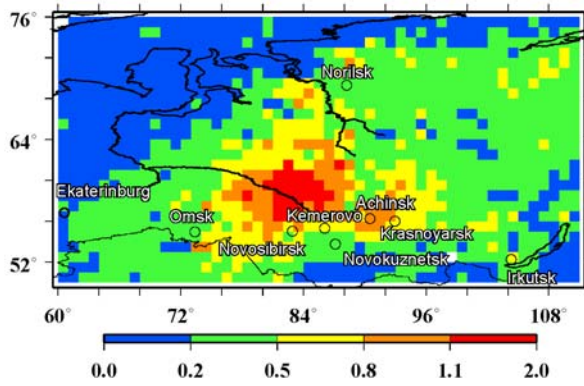 76°
Norilsk
64°
Ekaterinburg
Achinsk
Omsk
Kemerovo
Krasnoyarsk
Novosibirsk
Novokuznetsk
52°
Irkutsk
60 72 84 96 108
0.0 0.2 0.5 0.8 1.1 2.0